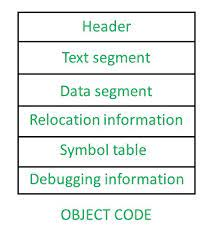 Header
Text segment
Data segment
Relocation information
Symbol table
Debugging information
OBJECT CODE